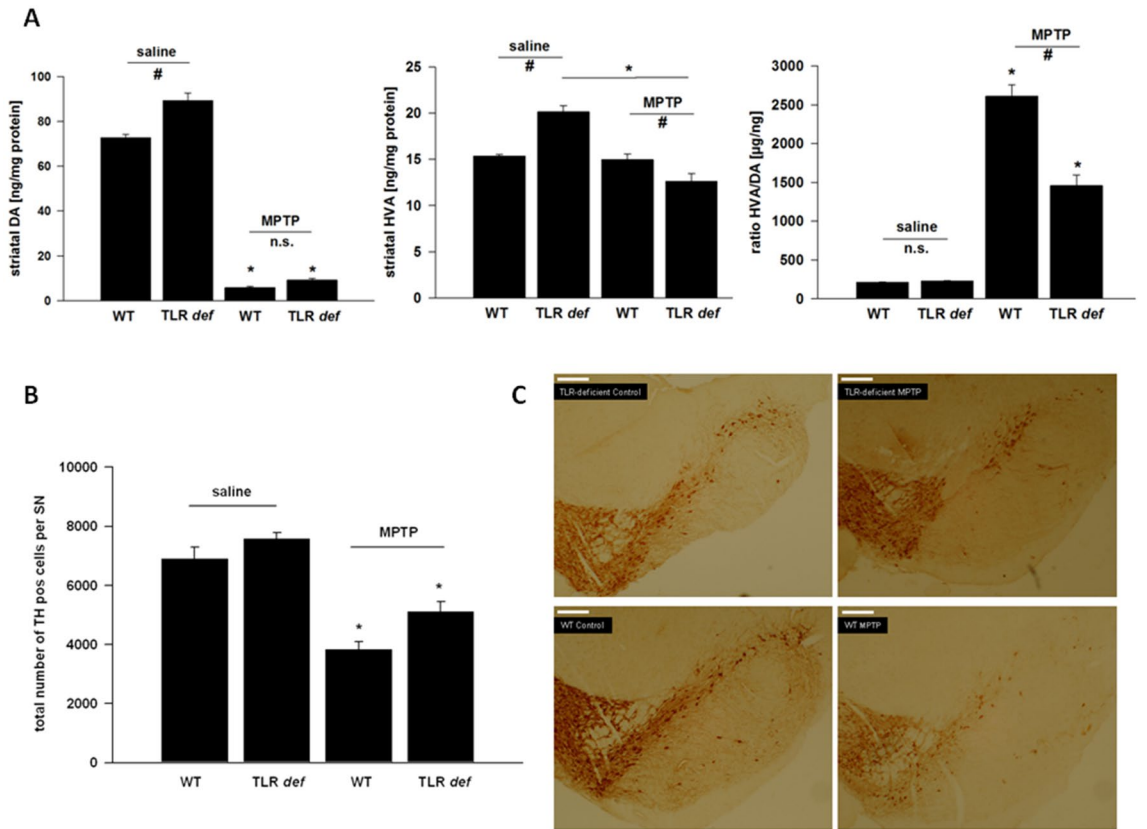 A
saline
#
100
80
60
40
20
0
striatal DA [ng/mg protein]
MPTP
n.s.
*
*
WT
TLR def
WT
TLR def
saline
#
*
MPTP
#
25
20
15
10
5
0
striatal HVA [ng/mg protein]
WT
TLR def
WT
TLR def
MPTP
#
*
*
saline
n.s.
3000
2500
2000
1500
1000
500
0
ratio HVA/DA [µg/ng]
WT
TLR def
WT
TLR def
B
10000
8000
6000
4000
2000
0
total number of TH pos cells per SN
saline
MPTP
*
*
WT
TLR def
WT
TLR def
C
TLR-deficient Control
TLR-deficient MPTP
WT Control
WT MPTP